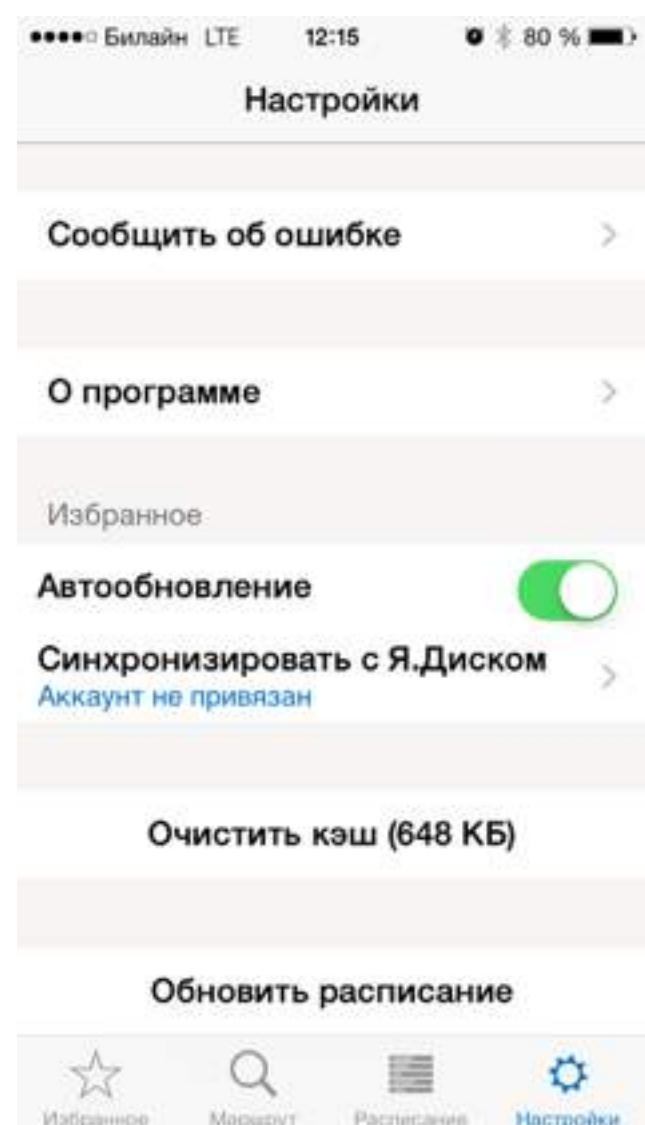 Билайн LTE 12:15 80 %
Настройки
Сообщить об ошибке
О программе
Избранное
Автообновление
Синхронизировать с Я.Диском
Аккаунт не привязан
Очистить кэш (648 КБ)
Обновить расписание
Избранное Маршрут Расписание Настройки